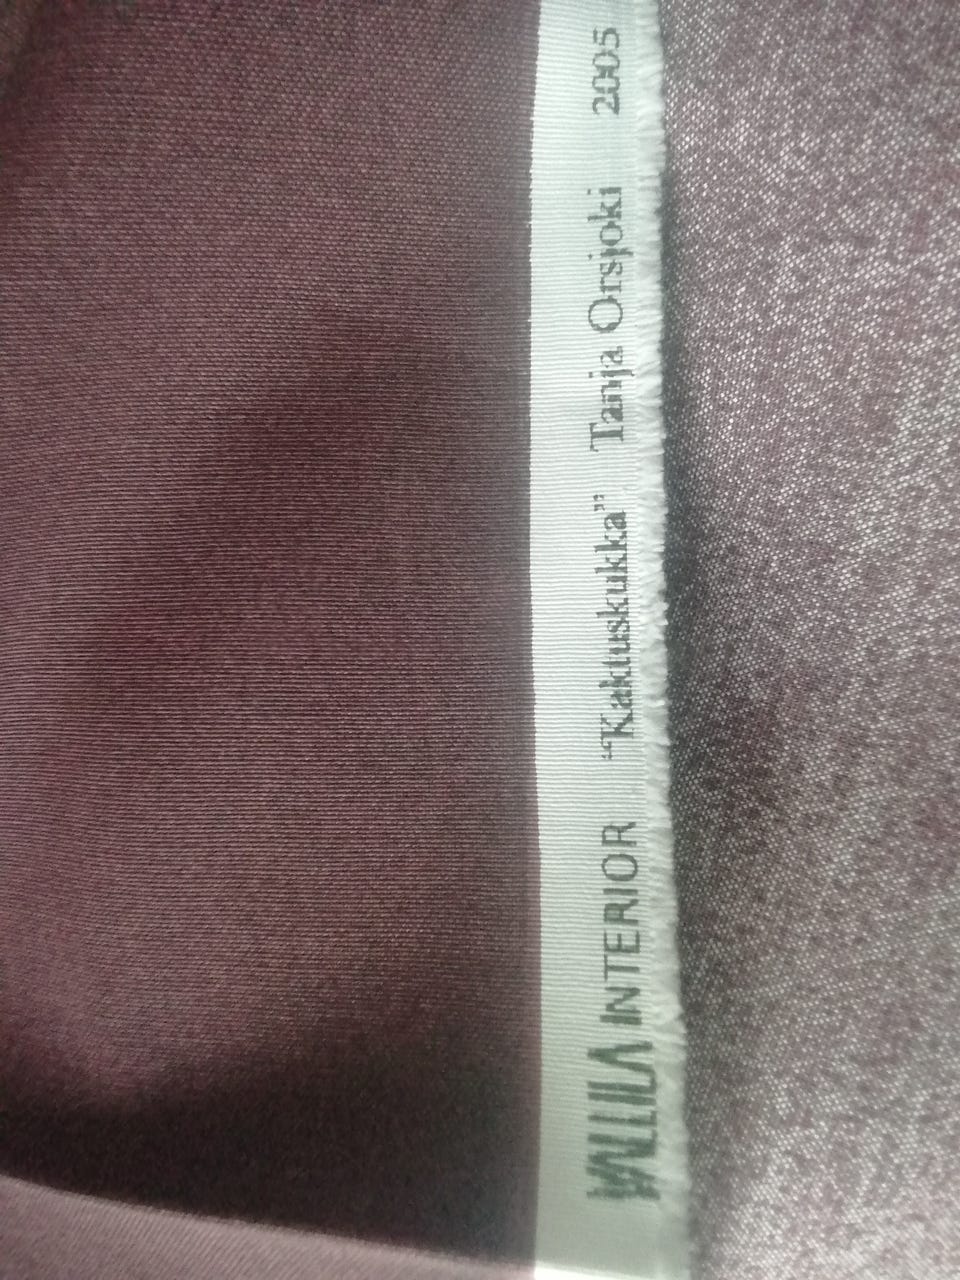 VALLILA INTERIOR "Kaktuskukka" Tanja Orsjoki 2005